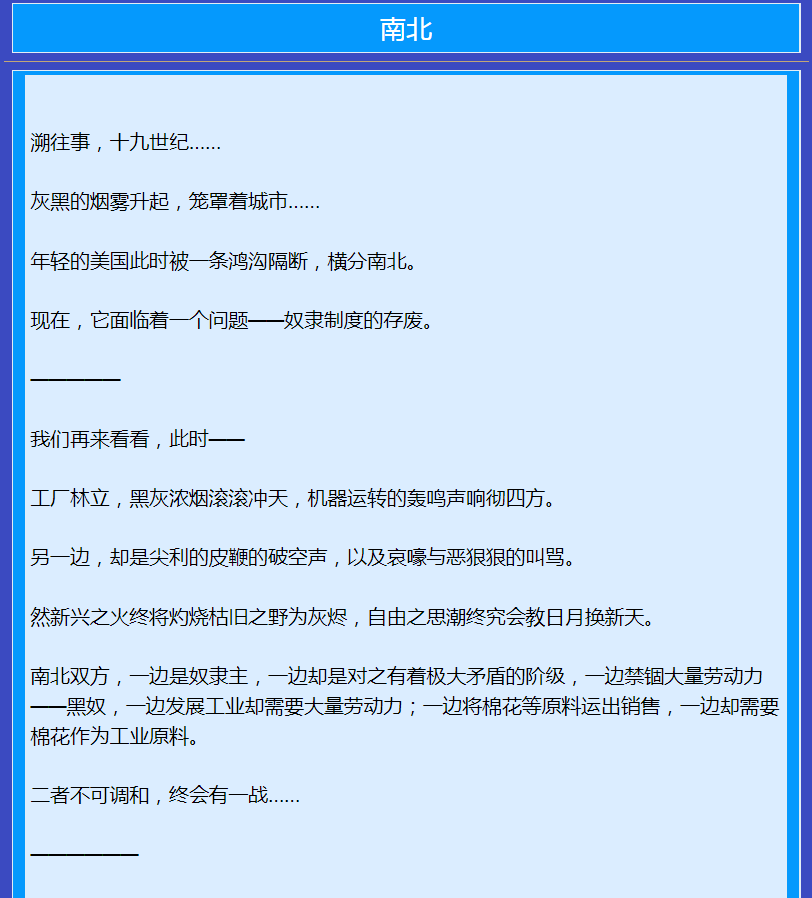 南北
溯往事，十九世纪……
灰黑的烟雾升起，笼罩着城市……
年轻的美国此时被一条鸿沟隔断，横分南北。
现在，它面临着一个问题——奴隶制度的存废。
—————
我们再来看看，此时——
工厂林立，黑灰浓烟滚滚冲天，机器运转的轰鸣声响彻四方。
另一边，却是尖利的皮鞭的破空声，以及哀嚎与恶狠狠的叫骂。
然新兴之火终将灼烧枯旧之野为灰烬，自由之思潮终究会教日月换新天。
南北双方，一边是奴隶主，一边却是对之有着极大矛盾的阶级，一边禁锢大量劳动力
——黑奴，一边发展工业却需要大量劳动力；一边将棉花等原料运出销售，一边却需要
棉花作为工业原料。
二者不可调和，终会有一战……
——————